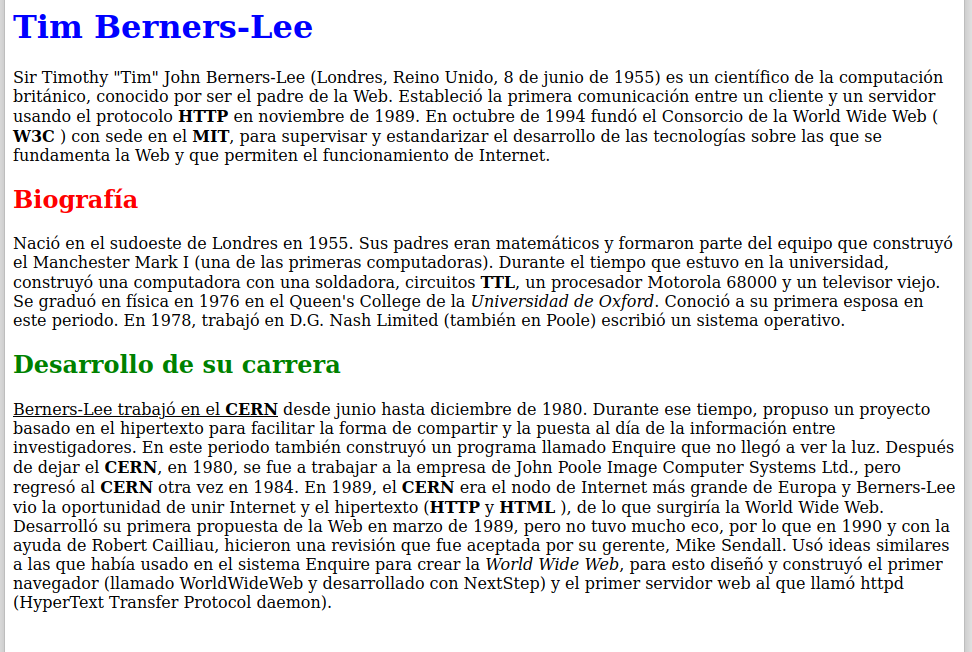 Tim Berners-Lee
Sir Timothy "Tim" John Berners-Lee (Londres, Reino Unido, 8 de junio de 1955) es un científico de la computación
británico, conocido por ser el padre de la Web. Estableció la primera comunicación entre un cliente y un servidor
usando el protocolo HTTP en noviembre de 1989. En octubre de 1994 fundó el Consorcio de la World Wide Web (
W3C ) con sede en el MIT, para supervisar y estandarizar el desarrollo de las tecnologías sobre las que se
fundamenta la Web y que permiten el funcionamiento de Internet.
Biografía
Nació en el sudoeste de Londres en 1955. Sus padres eran matemáticos y formaron parte del equipo que construyó
el Manchester Mark I (una de las primeras computadoras). Durante el tiempo que estuvo en la universidad,
construyó una computadora con una soldadora, circuitos TTL, un procesador Motorola 68000 y un televisor viejo.
Se graduó en física en 1976 en el Queen's College de la Universidad de Oxford. Conoció a su primera esposa en
este periodo. En 1978, trabajó en D.G. Nash Limited (también en Poole) escribió un sistema operativo.
Desarrollo de su carrera
Berners-Lee trabajó en el CERN desde junio hasta diciembre de 1980. Durante ese tiempo, propuso un proyecto
basado en el hipertexto para facilitar la forma de compartir y la puesta al día de la información entre
investigadores. En este periodo también construyó un programa llamado Enquire que no llegó a ver la luz. Después
de dejar el CERN, en 1980, se fue a trabajar a la empresa de John Poole Image Computer Systems Ltd., pero
regresó al CERN otra vez en 1984. En 1989, el CERN era el nodo de Internet más grande de Europa y Berners-Lee
vio la oportunidad de unir Internet y el hipertexto (HTTP y HTML ), de lo que surgiría la World Wide Web.
Desarrolló su primera propuesta de la Web en marzo de 1989, pero no tuvo mucho eco, por lo que en 1990 y con la
ayuda de Robert Cailliau, hicieron una revisión que fue aceptada por su gerente, Mike Sendall. Usó ideas similares
a las que había usado en el sistema Enquire para crear la World Wide Web, para esto diseñó y construyó el primer
navegador (llamado WorldWideWeb y desarrollado con NextStep) y el primer servidor web al que llamó httpd
(HyperText Transfer Protocol daemon).